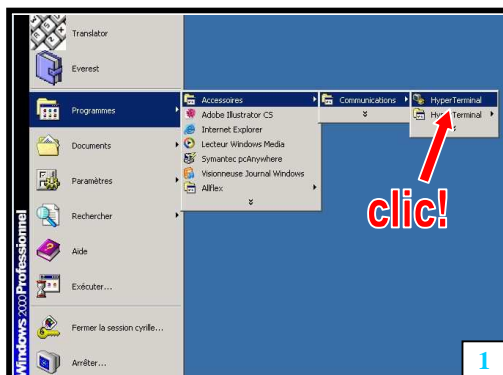 Translator
Everest
Programmes
Documents
Paramètres
Rechercher
Aide
Exécuter...
Fermer la session cyrille...
Arrêter...
Windows 2000 Professionnel
Accessoires
Adobe Illustrator CS
Internet Explorer
Lecteur Windows Media
Symantec pcAnywhere
Visionneuse Journal Windows
Allflex
Communications
HyperTerminal
HyperTerminal
clic!
1